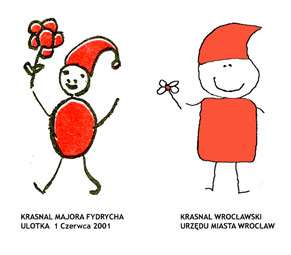 KRASNAL MAJORA FYDRYCHA
ULOTKA 1 Czerwca 2001
KRASNAL WROCŁAWSKI
URZĘDU MIASTA WROCŁAW